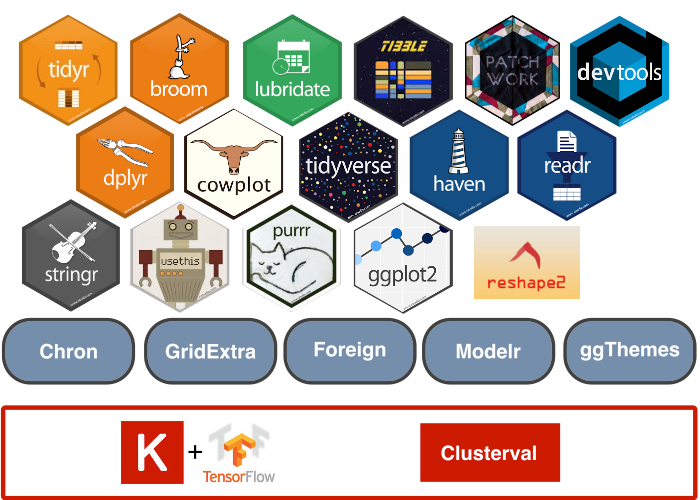 tidyr
broom
lubridate
TIBBLE
PATCH
WORK
devtools
dplyr
cowplot
tidyverse
haven
readr
stringr
usethis
purrr
ggplot2
reshape2
Chron
GridExtra
Foreign
Modelr
ggThemes
K
+
TensorFlow
Clusterval